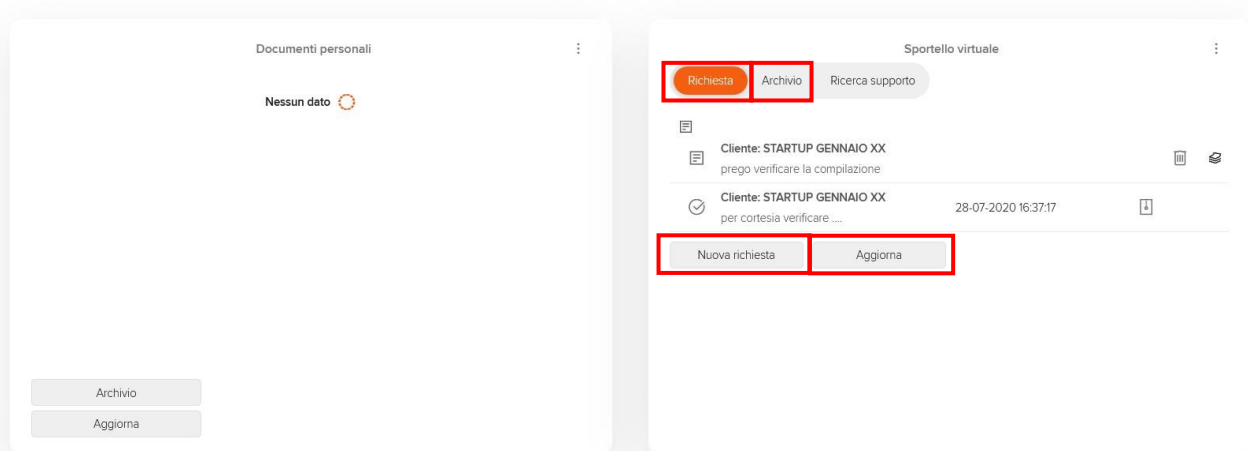 Documenti personali
Nessun dato
Archivio
Aggiorna
Sportello virtuale
Richiesta Archivio Ricerca supporto
Cliente: STARTUP GENNAIO XX
prego verificare la compilazione
Cliente: STARTUP GENNAIO XX
per cortesia verificare .... 28-07-2020 16:37:17
Nuova richiesta Aggiorna